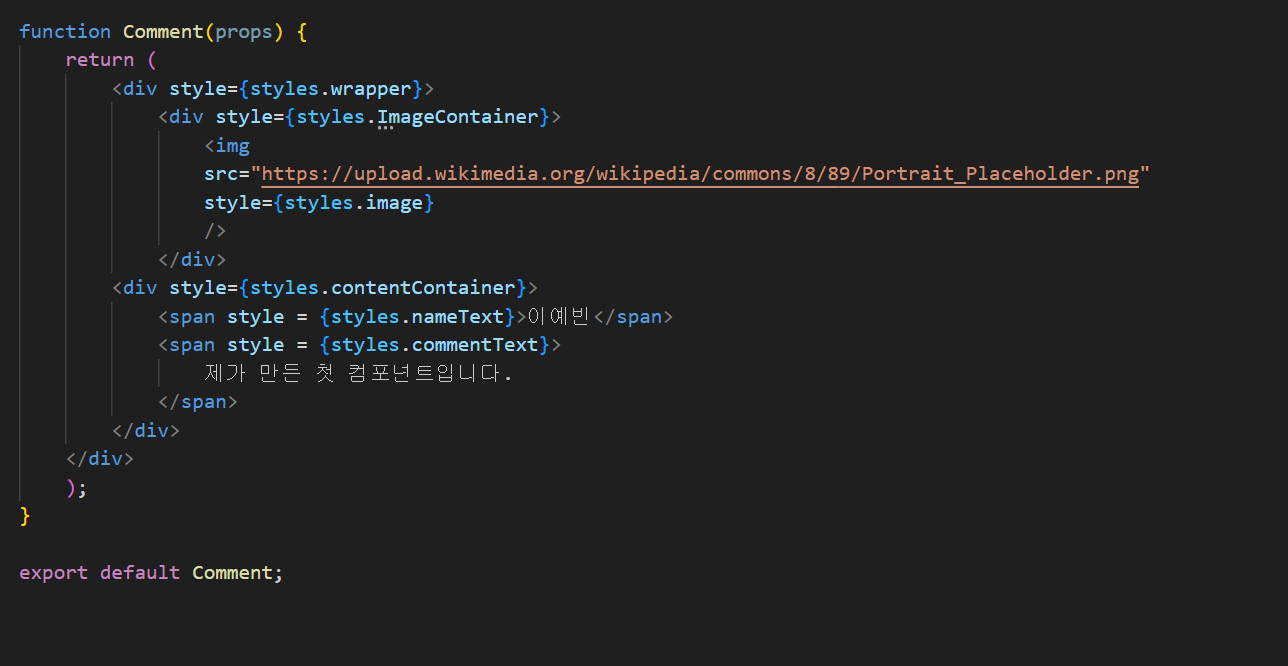 function Comment(props) {
    return (
        <div style={styles.wrapper}>
            <div style={styles.ImageContainer}>
                <img
                src="https://upload.wikimedia.org/wikipedia/commons/8/89/Portrait_Placeholder.png"
                style={styles.image}
                />
            </div>
        <div style={styles.contentContainer}>
            <span style = {styles.nameText}>이예빈</span>
            <span style = {styles.commentText}>
                제가 만든 첫 컴포넌트입니다.
            </span>
        </div>
    </div>
    );
}

export default Comment;